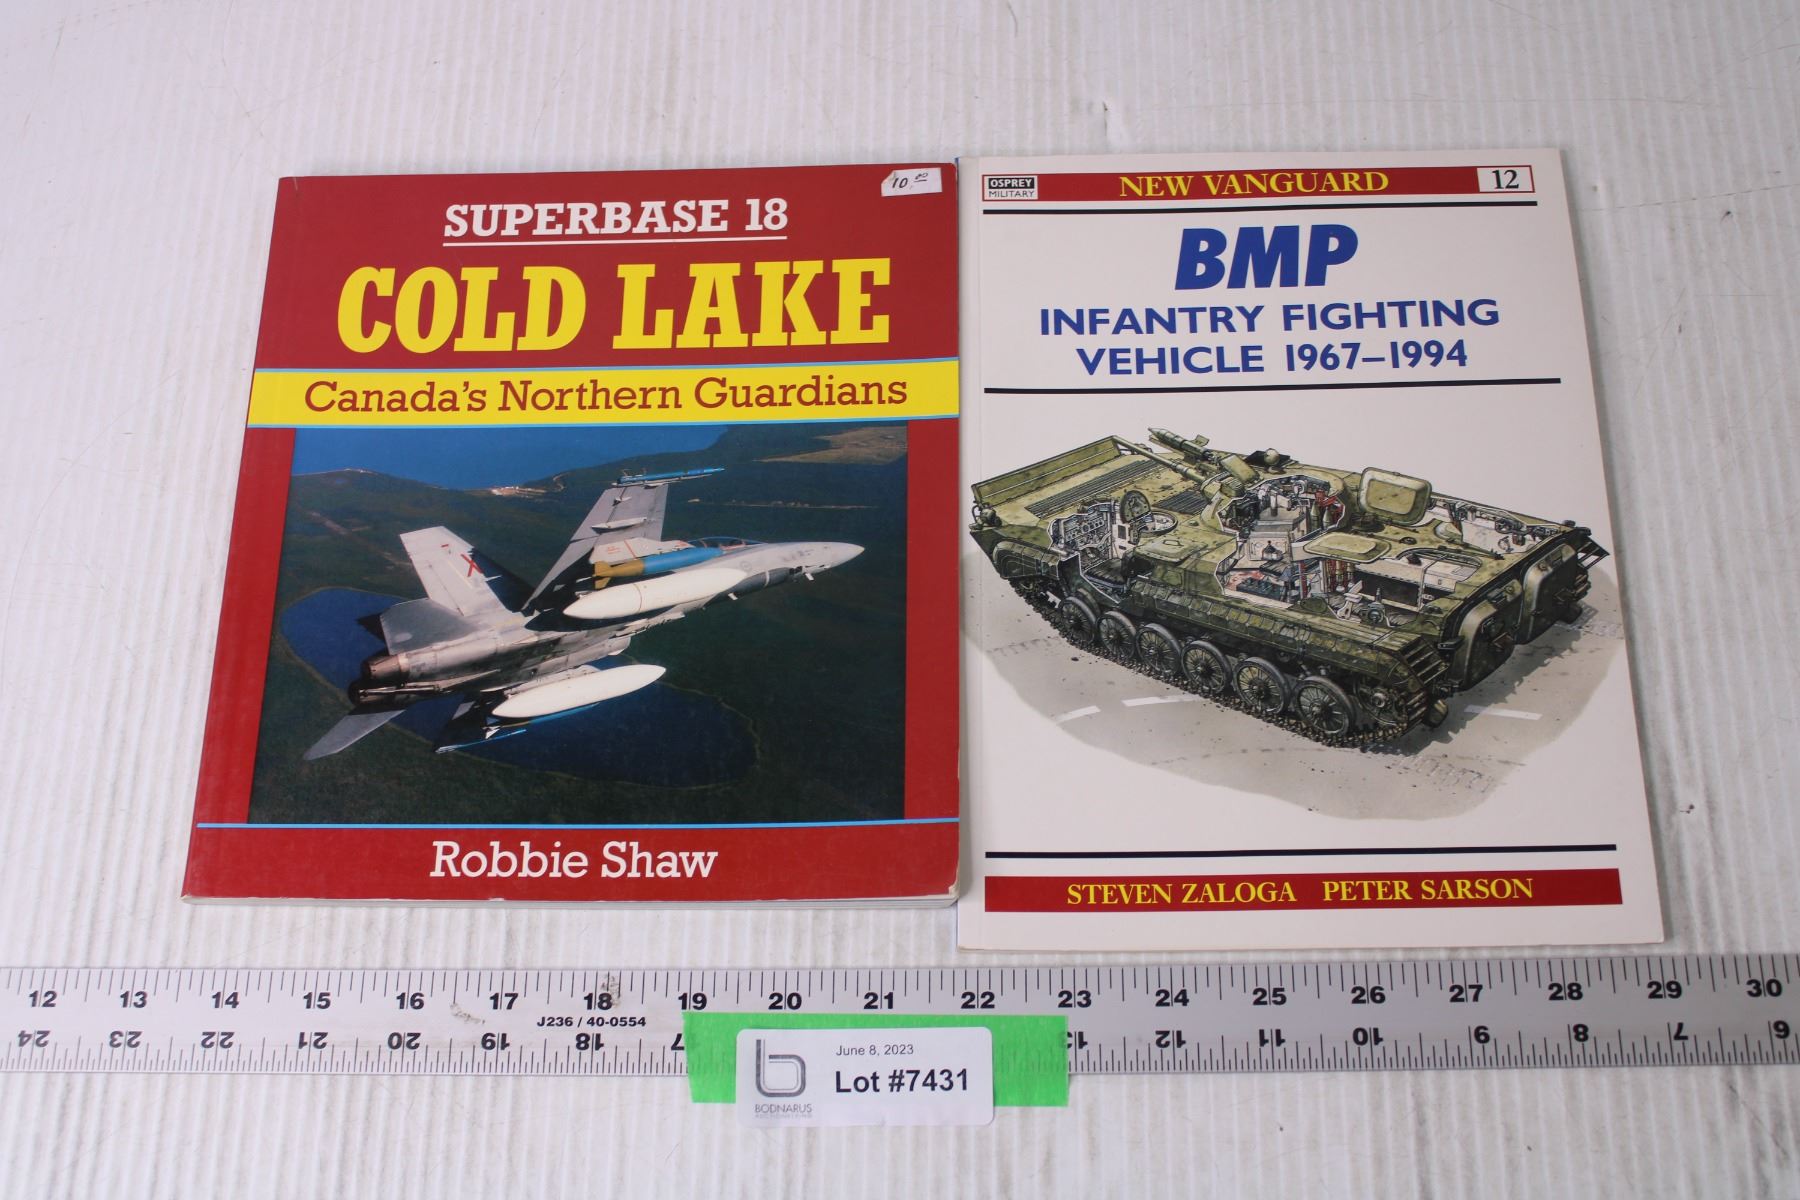 10.00
SUPERBASE 18
COLD LAKE
Canada's Northern Guardians
X
Robbie Shaw
OSPREY
MILITARY
NEW VANGUARD
12
BMP
INFANTRY FIGHTING
VEHICLE 1967–1994
STEVEN ZALOGA PETER SARSON
12 13 14 15 16 17 18 19 20 21 22 23 24 25 26 27 28 29 30
J236 / 40-0554
24 23 22 21 20 19 18 17 13 12 11 10 9 8 7 6
June 8, 2023
Lot #7431
BODNARUS
AUCTIONEERING